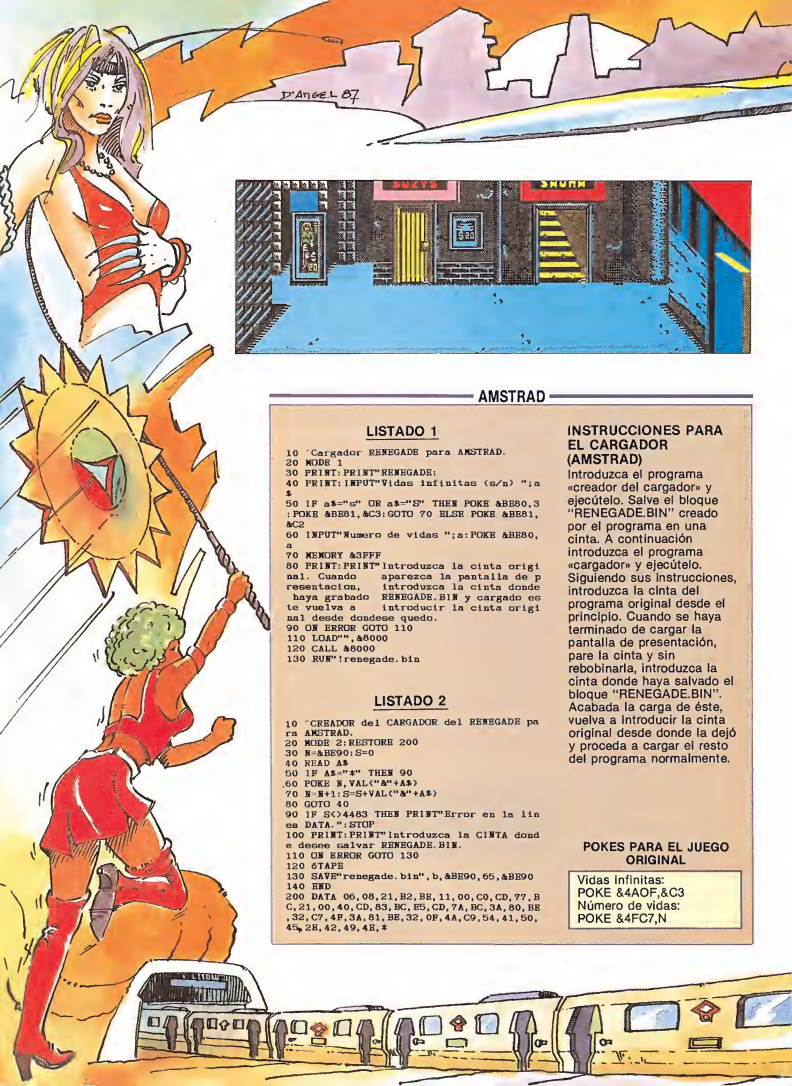 D'ANGEL 87
SUZYS
SAUNA
$20
AMSTRAD
LISTADO 1
10 ´Cargador RENEGADE para AMSTRAD.
20 MODE 1
30 PRINT:PRINT"RENEGADE:
40 PRINT:INPUT"Vidas infinitas (s/n) ";a
$
50 IF a$="s" OR a$="S" THEN POKE &BE80,3
:POKE &BE81,&C3:GOTO 70 ELSE POKE &BE81,
&C2
60 INPUT"Numero de vidas ";a:POKE &BE80,
a
70 MEMORY &3FFF
80 PRINT:PRINT"Introduzca la cinta origi
nal. Cuando    aparezca la pantalla de p
resentacion,   introduzca la cinta donde
 haya grabado  RENEGADE.BIN y cargado es
te vuelva a    introducir la cinta origi
nal desde dondese quedo.
90 ON ERROR GOTO 110
110 LOAD"",&8000
120 CALL &8000
130 RUN"!renegade.bin
LISTADO 2
10 ´CREADOR del CARGADOR del RENEGADE pa
ra AMSTRAD.
20 MODE 2:RESTORE 200
30 N=&BE90:S=0
40 READ A$
50 IF A$="*" THEN 90
60 POKE N,VAL("&"+A$)
70 N=N+1:S=S+VAL("&"+A$)
80 GOTO 40
90 IF S<>4483 THEN PRINT"Error en la lin
ea DATA.":STOP
100 PRINT:PRINT"Introduzca la CINTA dond
e desee salvar RENEGADE.BIN.
110 ON ERROR GOTO 130
120 óTAPE
130 SAVE"renegade.bin",b,&BE90,65,&BE90
140 END
200 DATA 06,08,21,B2,BE,11,00,C0,CD,77,B
C,21,00,40,CD,83,BC,E5,CD,7A,BC,3A,80,BE
,32,C7,4F,3A,81,BE,32,0F,4A,C9,54,41,50,
45,2E,42,49,4E,*
INSTRUCCIONES PARA
EL CARGADOR
(AMSTRAD)
Introduzca el programa
«creador del cargador» y
ejecútelo. Salve el bloque
"RENEGADE.BIN" creado
por el programa en una
cinta. A continuación
introduzca el programa
«cargador» y ejecútelo.
Siguiendo sus instrucciones,
introduzca la cinta del
programa original desde el
principio. Cuando se haya
terminado de cargar la
pantalla de presentación,
pare la cinta y sin
rebobinarla, introduzca la
cinta donde haya salvado el
bloque "RENEGADE.BIN".
Acabada la carga de éste,
vuelva a introducir la cinta
original desde donde la dejó
y proceda a cargar el resto
del programa normalmente.
POKES PARA EL JUEGO
ORIGINAL
Vidas infinitas:
POKE &4A0F,&C3
Número de vidas:
POKE &4FC7,N